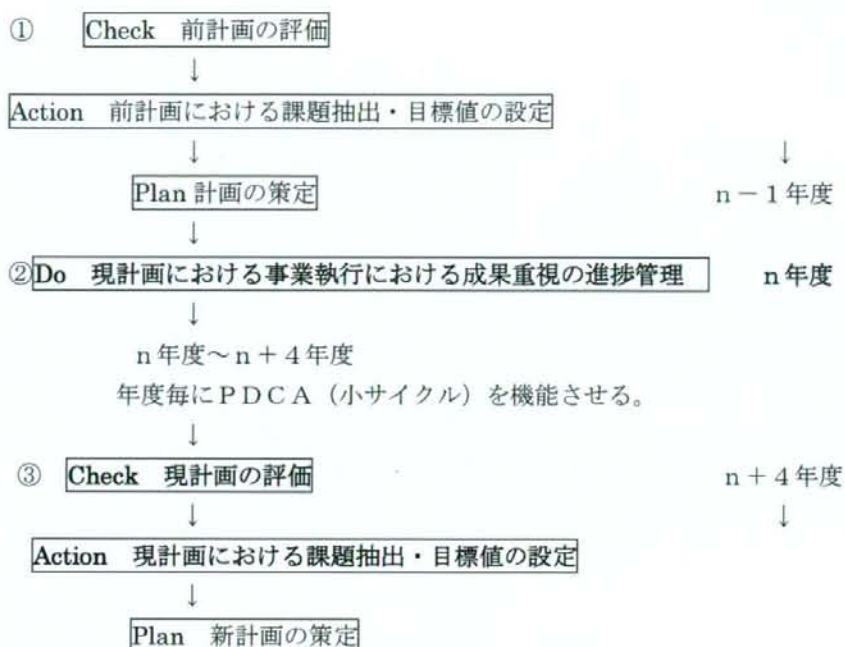 ① Check 前計画の評価
↓
Action 前計画における課題抽出・目標値の設定
↓ ↓
Plan 計画の策定 n－1年度
↓
②Do 現計画における事業執行における成果重視の進捗管理 n年度
↓
n年度～n＋4年度
年度毎にPDCA（小サイクル）を機能させる。
↓
③ Check 現計画の評価 n＋4年度
↓ ↓
Action 現計画における課題抽出・目標値の設定
↓
Plan 新計画の策定